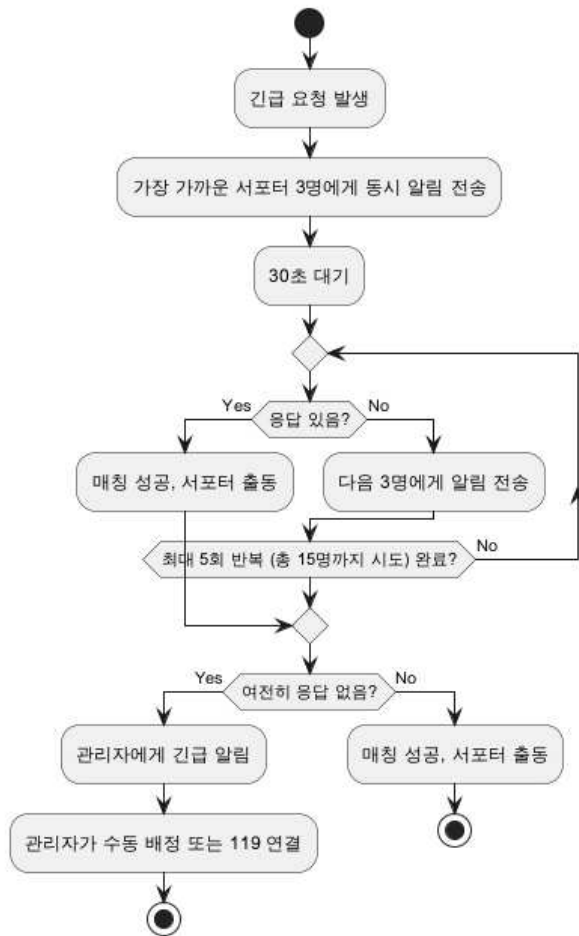 긴급 요청 발생
가장 가까운 서포터 3명에게 동시 알림 전송
30초 대기
Yes
응답 있음?
No
매칭 성공, 서포터 출동
다음 3명에게 알림 전송
최대 5회 반복 (총 15명까지 시도) 완료?
No
Yes
여전히 응답 없음?
No
관리자에게 긴급 알림
매칭 성공, 서포터 출동
관리자가 수동 배정 또는 119 연결